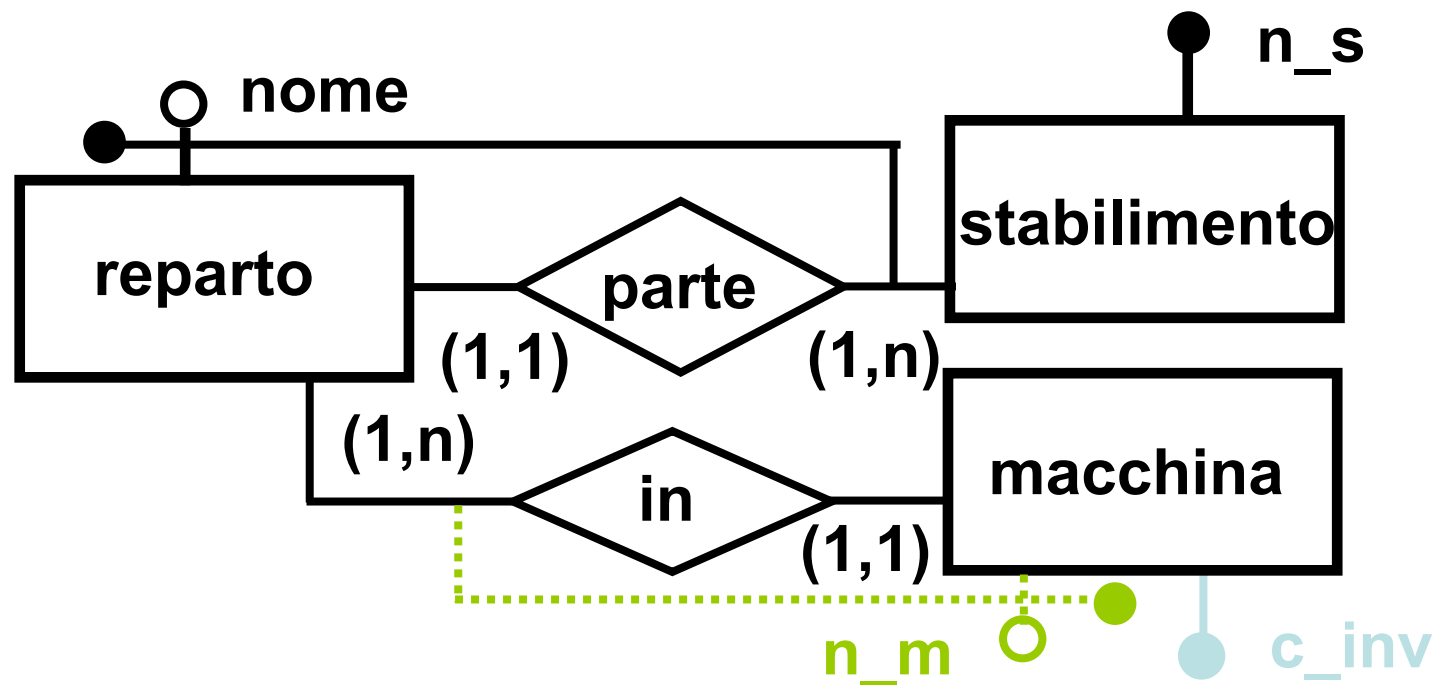 n_s
nome
stabilimento
reparto
parte
(1,1)
(1,n)
(1,n)
macchina
in
(1,1)
n_m
c_inv